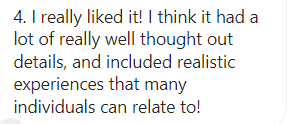 4. I really liked it! I think it had a
lot of really well thought out
details, and included realistic
experiences that many
individuals can relate to!